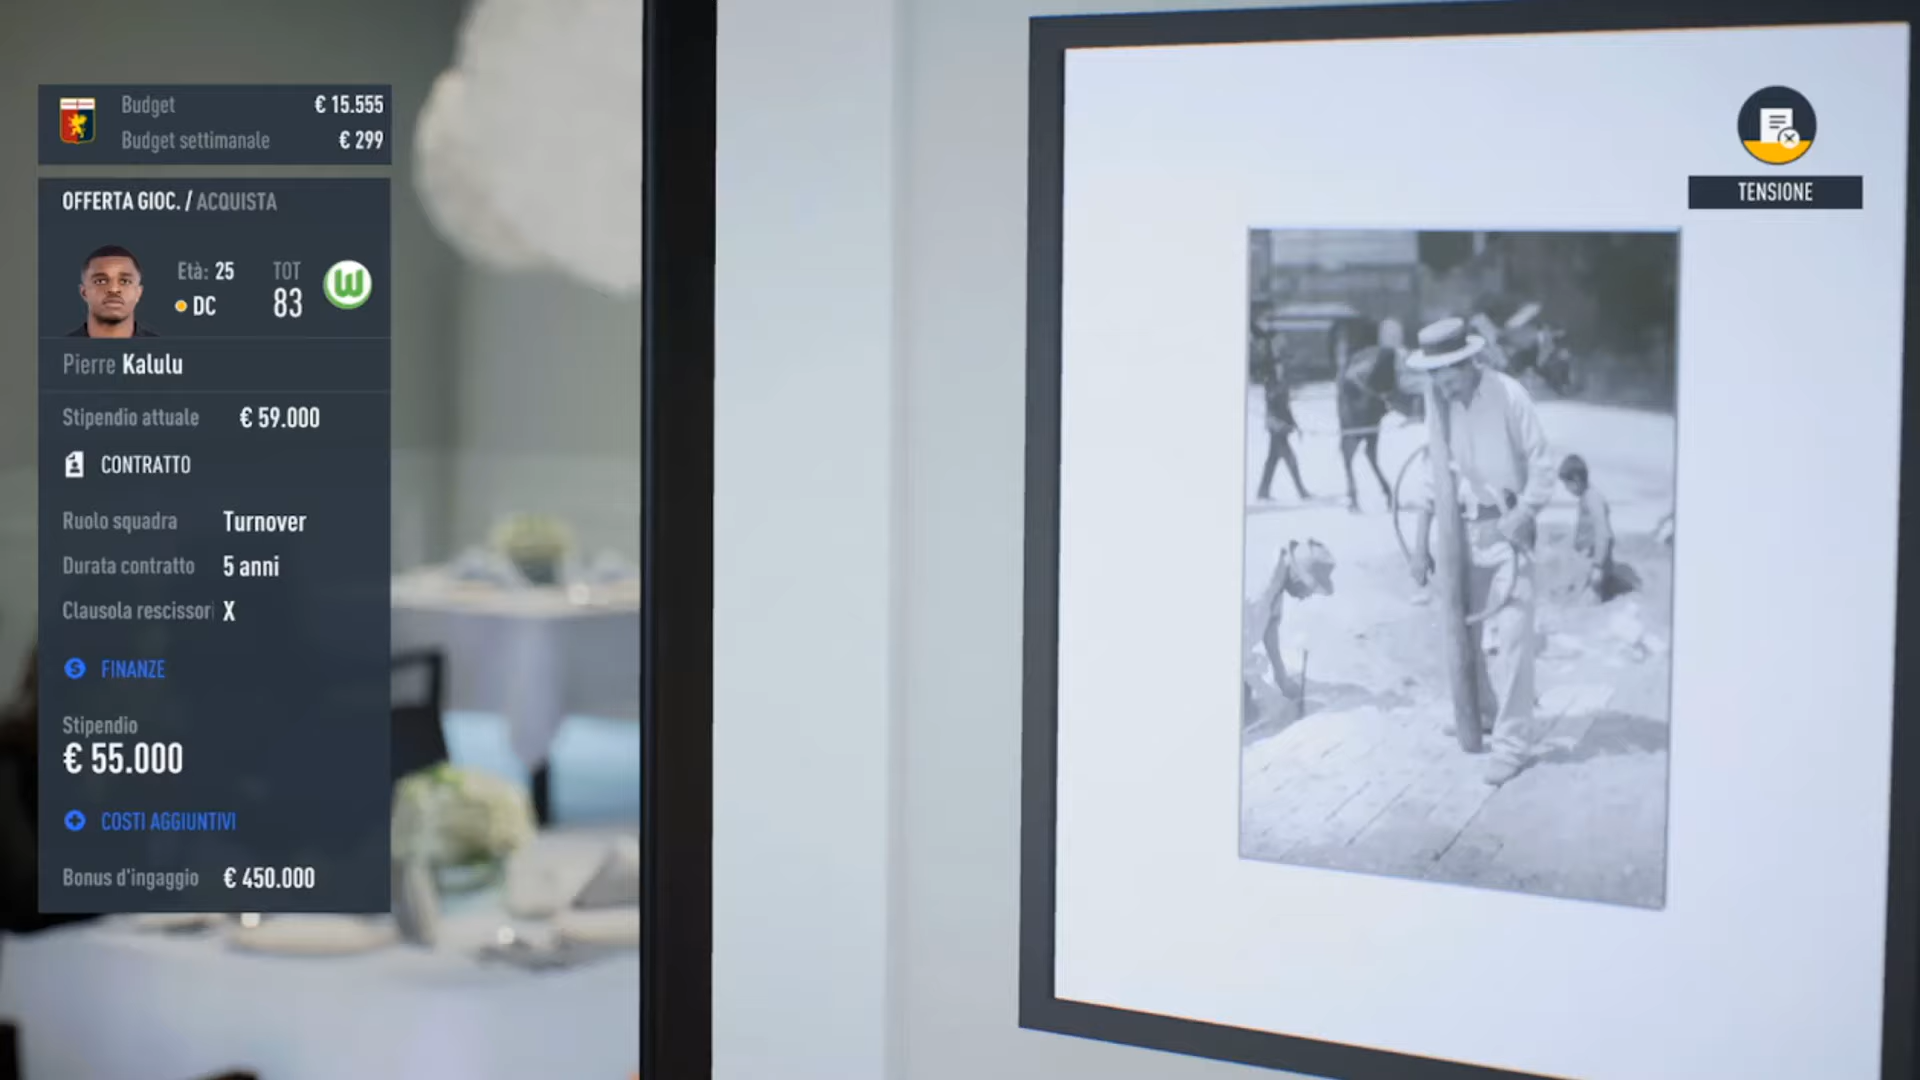 Budget € 15.555
Budget settimanale € 299
OFFERTA GIOC. / ACQUISTA
Età: 25 TOT
DC 83
Pierre Kalulu
Stipendio attuale € 59.000
CONTRATTO
Ruolo squadra Turnover
Durata contratto 5 anni
Clausola rescissori X
FINANZE
Stipendio
€ 55.000
COSTI AGGIUNTIVI
Bonus d'ingaggio € 450.000
TENSIONE